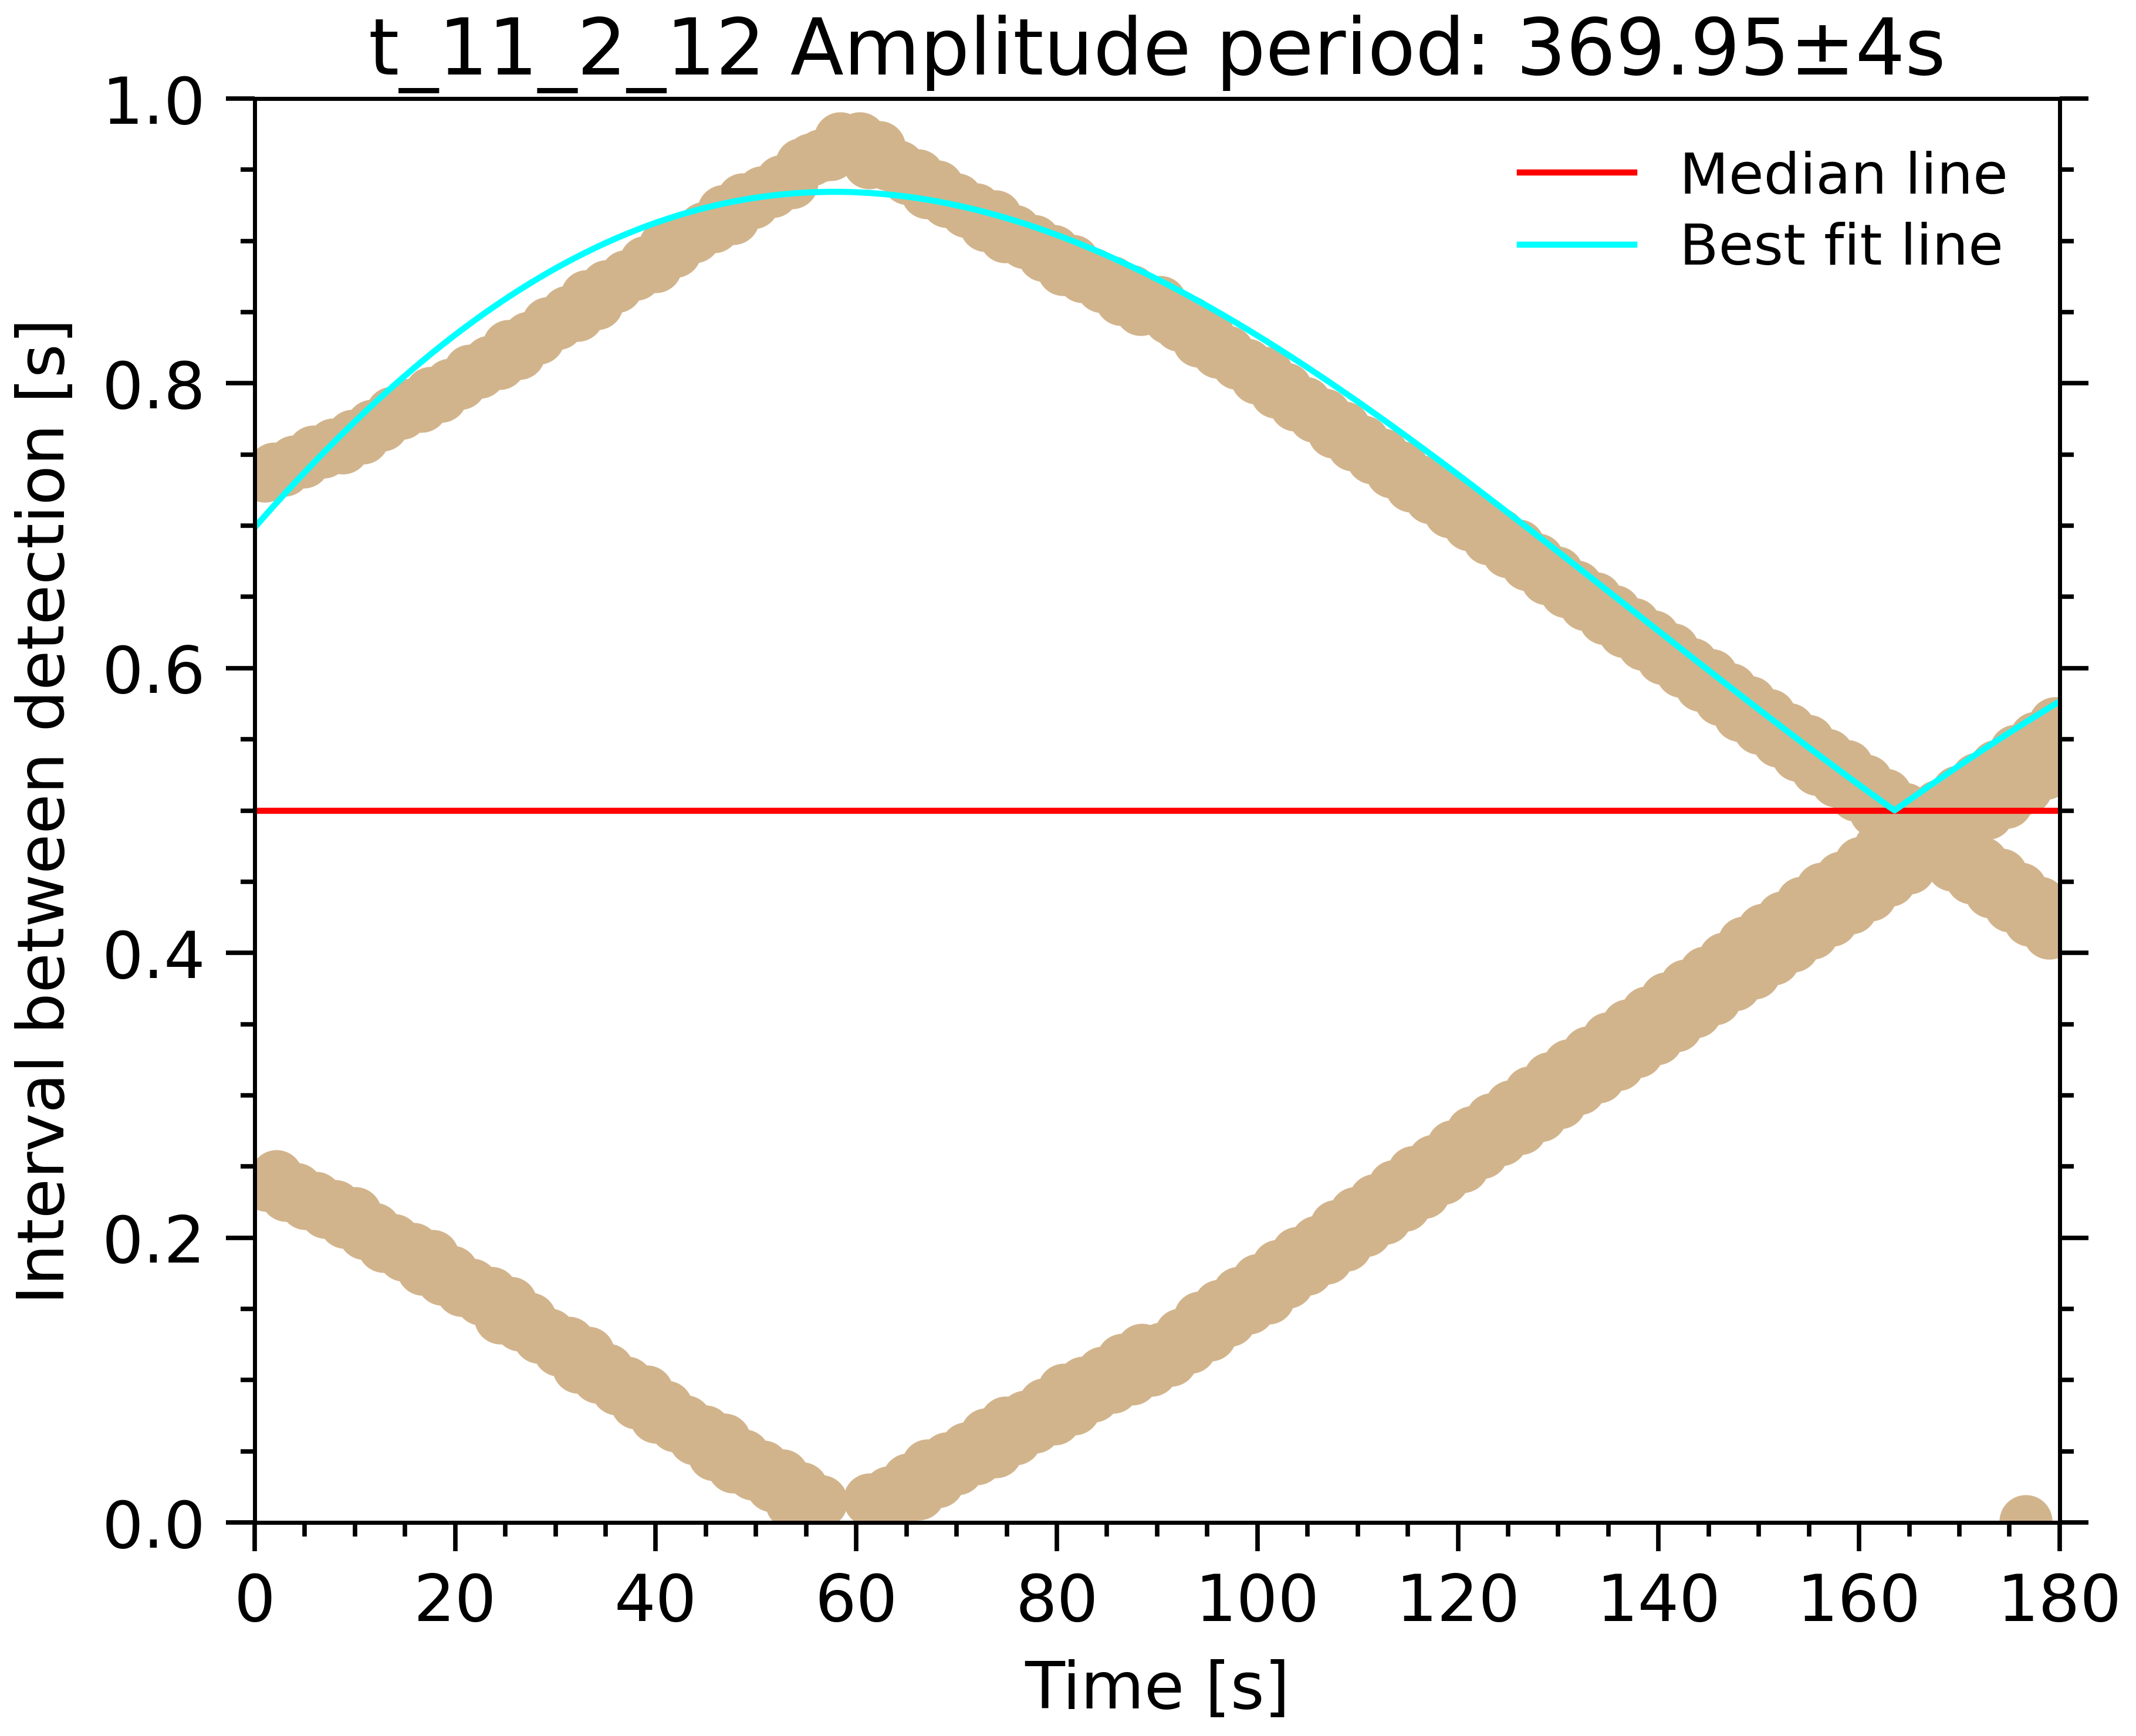 t_11_2_12 Amplitude period: 369.95±4s
Median line
Best fit line
Interval between detection [s]
1.0
0.8
0.6
0.4
0.2
0.0
0 20 40 60 80 100 120 140 160 180
Time [s]